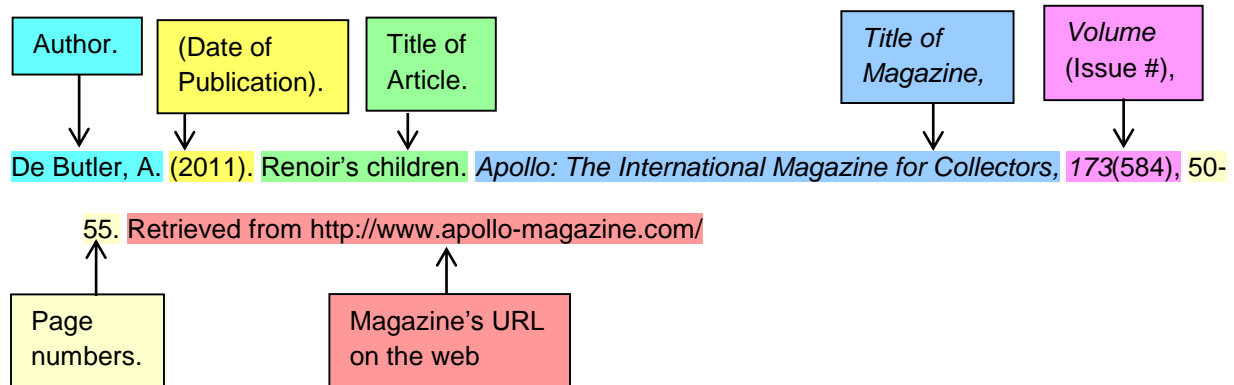 Author.
(Date of
Publication).
Title of
Article.
Title of
Magazine,
Volume
(Issue #),
De Butler, A. (2011). Renoir's children. Apollo: The International Magazine for Collectors, 173(584), 50-
55. Retrieved from http://www.apollo-magazine.com/
Page
numbers.
Magazine's URL
on the web